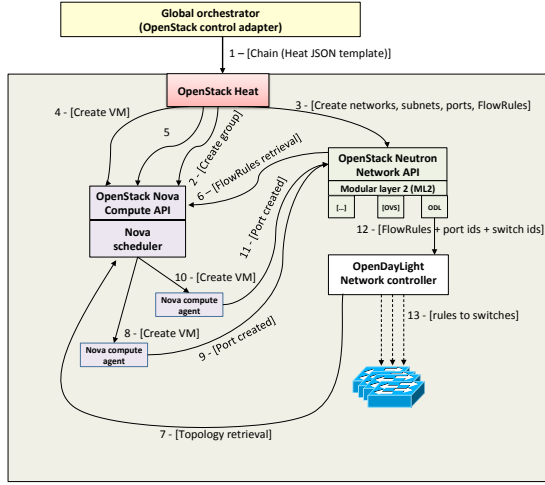 Global orchestrator
(OpenStack control adapter)
1 – [Chain (Heat JSON template)]
OpenStack Heat
4 - [Create VM]
5
2 - [Create group]
3 - [Create networks, subnets, ports, FlowRules]
6 – [FlowRules retrieval]
OpenStack Neutron
Network API
Modular layer 2 (ML2)
[...]
[OVS]
ODL
OpenStack Nova
Compute API
Nova
scheduler
11 - [Port created]
12 - [FlowRules + port ids + switch ids]
OpenDayLight
Network controller
10 - [Create VM]
Nova compute
agent
8 - [Create VM]
Nova compute
agent
9 - [Port created]
13 - [rules to switches]
7 - [Topology retrieval]